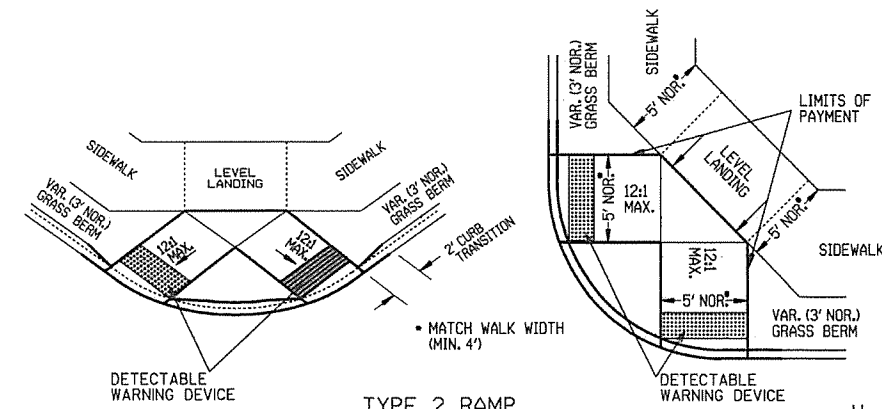 SIDEWALK
LEVEL
LANDING
SIDEWALK
VAR. (3' NOR.)
GRASS BERM
VAR. (3' NOR.)
GRASS BERM
12:1
MAX.
12:1
MAX.
2' CURB
TRANSITION
* MATCH WALK WIDTH
(MIN. 4')
DETECTABLE
WARNING DEVICE
TYPE 2 RAMP
SIDEWALK
VAR. (3' NOR.)
GRASS BERM
5' NOR.*
LIMITS OF
PAYMENT
LEVEL
LANDING
5' NOR.*
12:1
MAX.
5' NOR.*
SIDEWALK
12:1
MAX.
5' NOR.*
VAR. (3' NOR.)
GRASS BERM
DETECTABLE
WARNING DEVICE